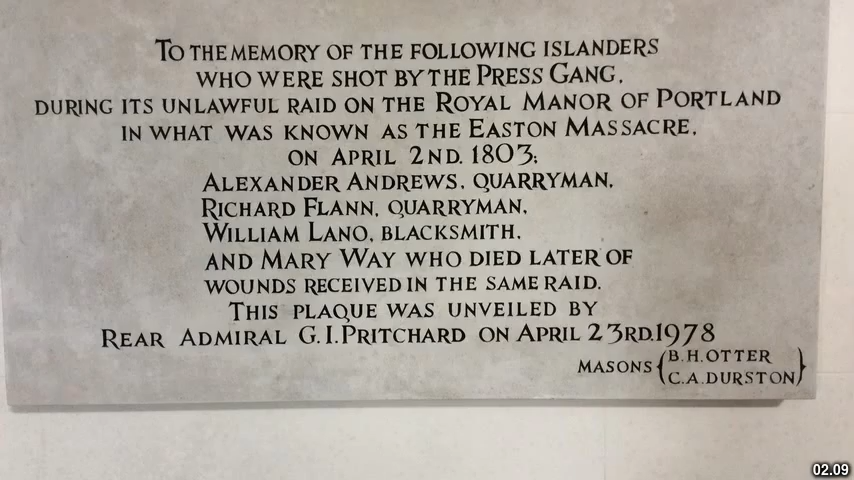 TO THE MEMORY OF THE FOLLOWING ISLANDERS
WHO WERE SHOT BY THE PRESS GANG,
DURING ITS UNLAWFUL RAID ON THE ROYAL MANOR OF PORTLAND
IN WHAT WAS KNOWN AS THE EASTON MASSACRE,
ON APRIL 2ND. 1803;
ALEXANDER ANDREWS, QUARRYMAN,
RICHARD FLANN, QUARRYMAN,
WILLIAM LANO, BLACKSMITH,
AND MARY WAY WHO DIED LATER OF
WOUNDS RECEIVED IN THE SAME RAID.
THIS PLAQUE WAS UNVEILED BY
REAR ADMIRAL G.I.PRITCHARD ON APRIL 23RD.1978
MASONS {B.H.OTTER
C.A.DURSTON}
02.09